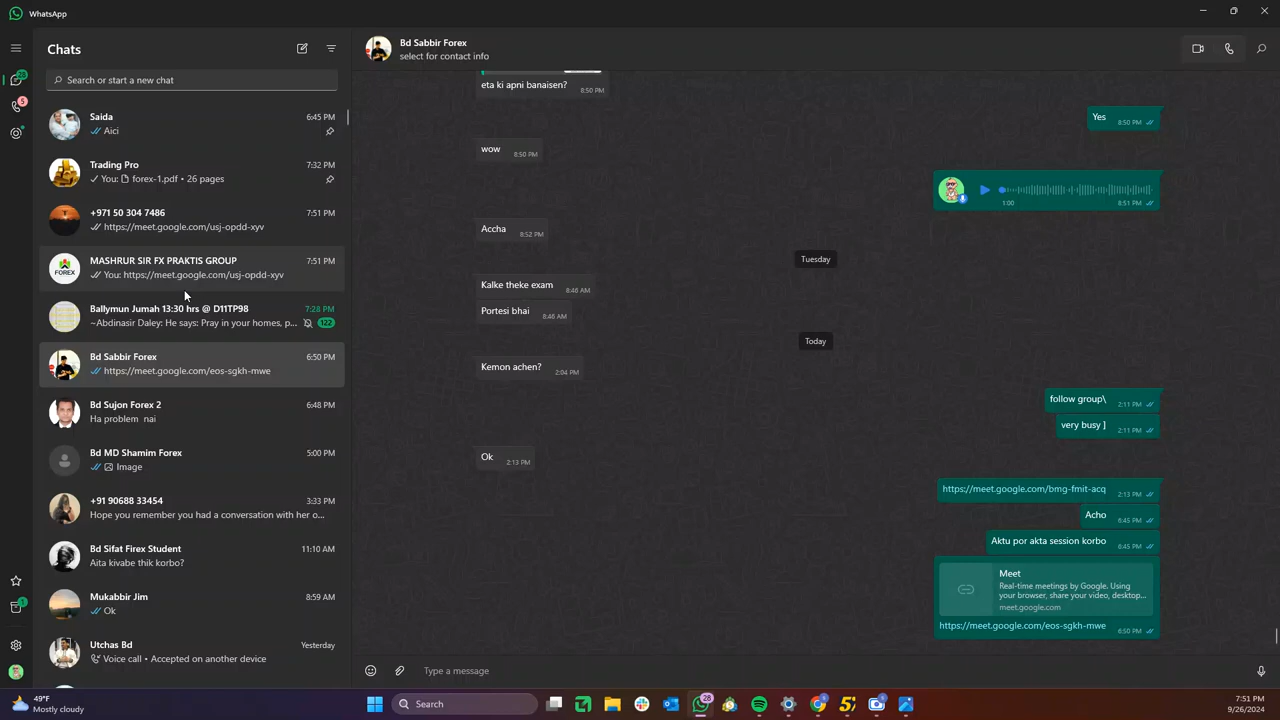 WhatsApp
Chats
Search or start a new chat
Saida 6:45 PM
Aici
Trading Pro 7:32 PM
You: forex-1.pdf • 26 pages
+971 50 304 7486 7:51 PM
https://meet.google.com/usj-opdd-xyv
MASHRUR SIR FX PRAKTIS GROUP 7:51 PM
FOREX
You: https://meet.google.com/usj-opdd-xyv
Ballymun Jumah 13:30 hrs @ D11TP98 7:28 PM
~Abdinasir Daley: He says: Pray in your homes, p... 122
Bd Sabbir Forex 6:50 PM
https://meet.google.com/eos-sgkh-mwe
Bd Sujon Forex 2 6:48 PM
Ha problem nai
Bd MD Shamim Forex 5:00 PM
Image
+91 90688 33454 3:33 PM
Hope you remember you had a conversation with her o...
Bd Sifat Firex Student 11:10 AM
Aita kivabe thik korbo?
Mukabbir Jim 8:59 AM
Ok
Utchas Bd Yesterday
Voice call • Accepted on another device
Bd Sabbir Forex
select for contact info
eta ki apni banaisen? 8:50 PM
Yes 8:50 PM
wow 8:50 PM
1:00 8:51 PM
Accha 8:52 PM
Tuesday
Kalke theke exam 8:46 AM
Portesi bhai 8:46 AM
Today
Kemon achen? 2:04 PM
follow group\ 2:11 PM
very busy ] 2:11 PM
Ok 2:13 PM
https://meet.google.com/bmg-fmit-acq 2:13 PM
Acho 6:45 PM
Aktu por akta session korbo 6:45 PM
Meet
Real-time meetings by Google. Using
your browser, share your video, desktop...
meet.google.com
https://meet.google.com/eos-sgkh-mwe 6:50 PM
Type a message
49°F
Mostly cloudy
Search
28
7:51 PM
9/26/2024